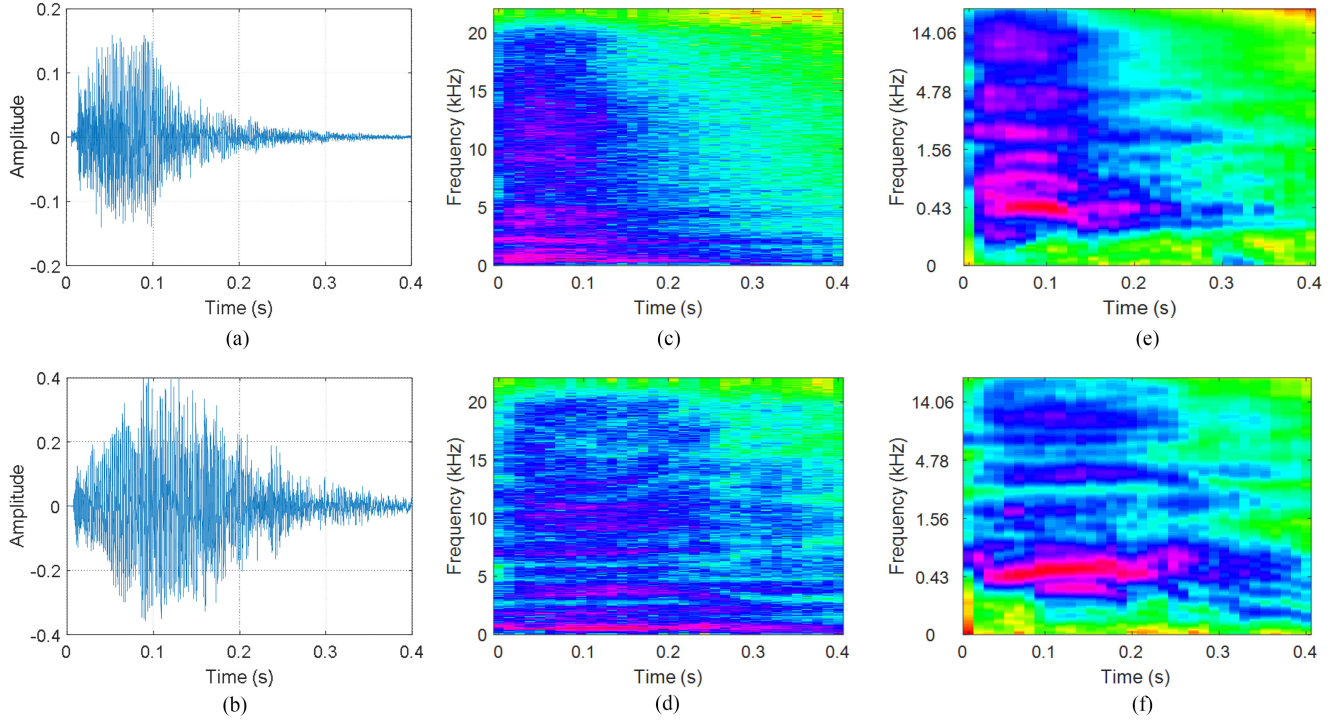 0.2
0.1
0
-0.1
-0.2
Amplitude
0 0.1 0.2 0.3 0.4
Time (s)
(a)
20
15
10
5
0
Frequency (kHz)
0 0.1 0.2 0.3 0.4
Time (s)
(c)
14.06
4.78
1.56
0.43
0
Frequency (kHz)
0 0.1 0.2 0.3 0.4
Time (s)
(e)
0.4
0.2
0
-0.2
-0.4
Amplitude
0 0.1 0.2 0.3 0.4
Time (s)
(b)
20
15
10
5
0
Frequency (kHz)
0 0.1 0.2 0.3 0.4
Time (s)
(d)
14.06
4.78
1.56
0.43
0
Frequency (kHz)
0 0.1 0.2 0.3 0.4
Time (s)
(f)